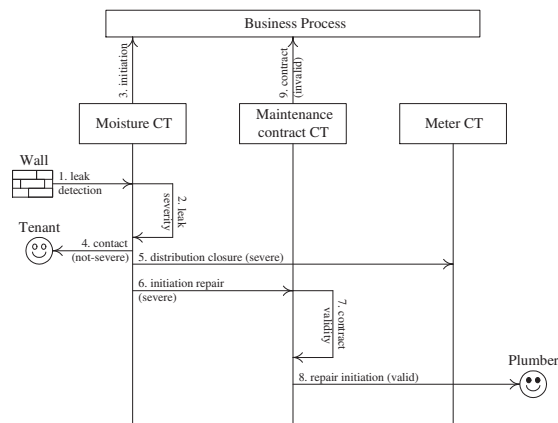 Business Process
3. initiation
9. contract
(invalid)
Moisture CT
Maintenance
contract CT
Meter CT
Wall
1. leak
detection
2. leak
severity
Tenant
4. contact
(not-severe)
5. distribution closure (severe)
6. initiation repair
(severe)
7. contract
validity
Plumber
8. repair initiation (valid)